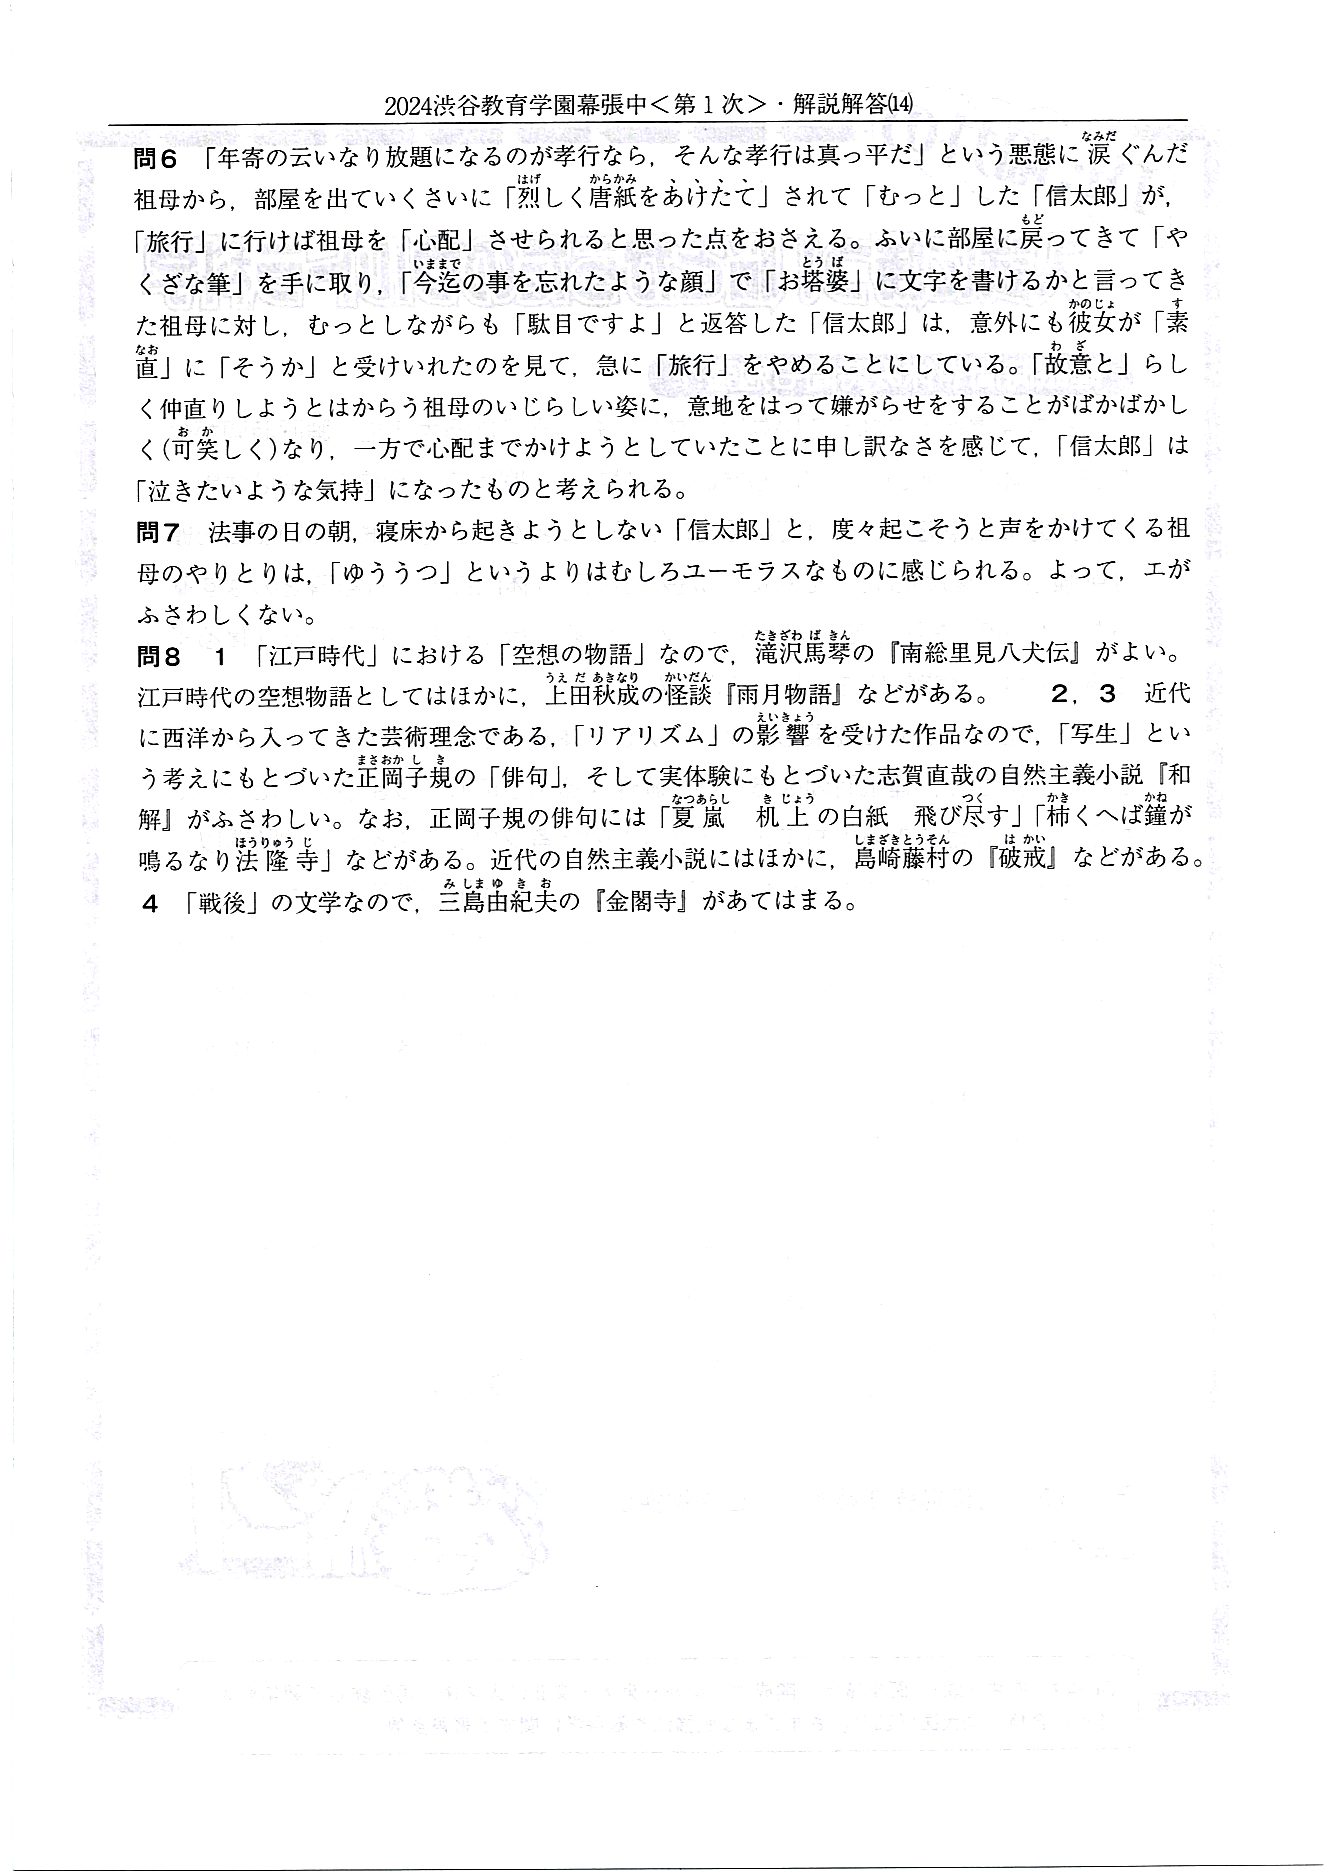 2024渋谷教育学園幕張中＜第１次＞・解説解答⒁
問6　「年寄の云いなり放題になるのが孝行なら，そんな孝行は真っ平だ」という悪態に涙ぐんだ
祖母から，部屋を出ていくさいに「烈しく唐紙をあけたて」されて「むっと」した「信太郎」が，
「旅行」に行けば祖母を「心配」させられると思った点をおさえる。ふいに部屋に戻ってきて「や
くざな筆」を手に取り，「今迄の事を忘れたような顔」で「お塔婆」に文字を書けるかと言ってき
た祖母に対し，むっとしながらも「駄目ですよ」と返答した「信太郎」は，意外にも彼女が「素
直」に「そうか」と受けいれたのを見て，急に「旅行」をやめることにしている。「故意と」らし
く仲直りしようとはからう祖母のいじらしい姿に，意地をはって嫌がらせをすることがばかばかし
く(可笑しく)なり，一方で心配までかけようとしていたことに申し訳なさを感じて，「信太郎」は
「泣きたいような気持」になったものと考えられる。
問7　法事の日の朝，寝床から起きようとしない「信太郎」と，度々起こそうと声をかけてくる祖
母のやりとりは，「ゆううつ」というよりはむしろユーモラスなものに感じられる。よって，エが
ふさわしくない。
問8　1　「江戸時代」における「空想の物語」なので，滝沢馬琴の『南総里見八犬伝』がよい。
江戸時代の空想物語としてはほかに，上田秋成の怪談『雨月物語』などがある。　2，3　近代
に西洋から入ってきた芸術理念である，「リアリズム」の影響を受けた作品なので，「写生」とい
う考えにもとづいた正岡子規の「俳句」，そして実体験にもとづいた志賀直哉の自然主義小説『和
解』がふさわしい。なお，正岡子規の俳句には「夏嵐　机上の白紙　飛び尽す」「柿くへば鐘が
鳴るなり法隆寺」などがある。近代の自然主義小説にはほかに，島崎藤村の『破戒』などがある。
4　「戦後」の文学なので，三島由紀夫の『金閣寺』があてはまる。